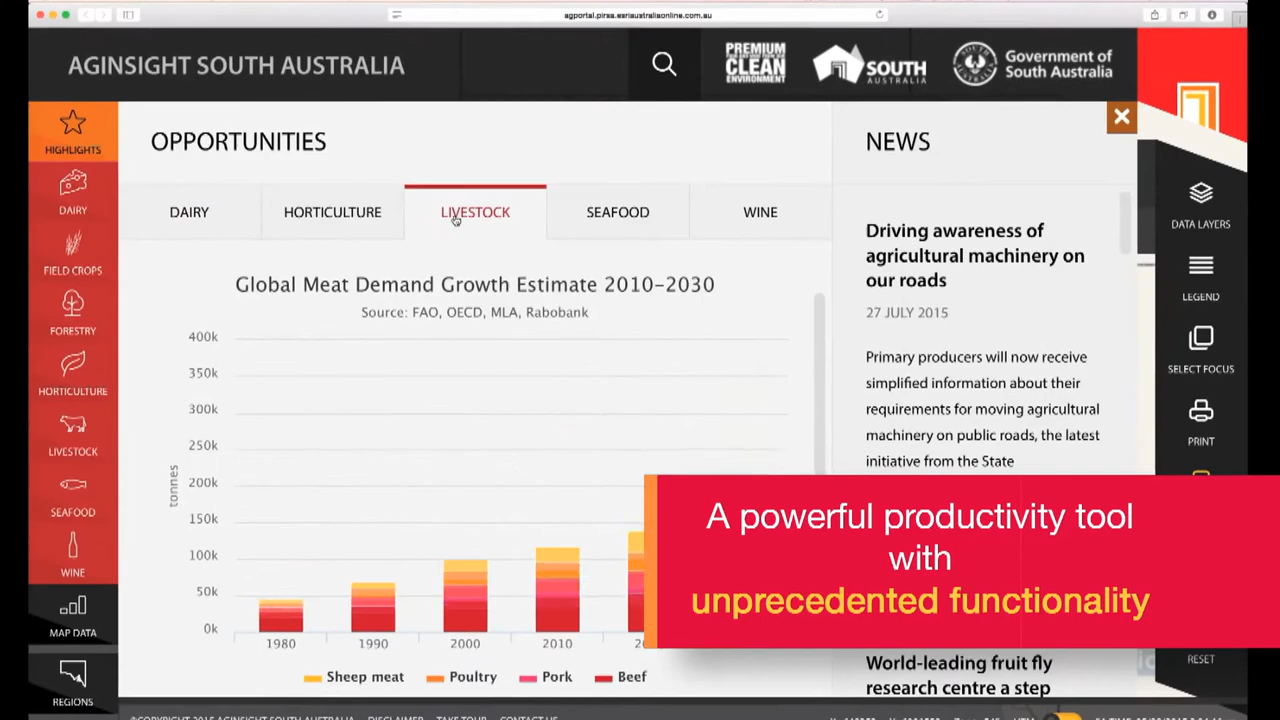 agportal.pirsa.esriaustraliaonline.com.au
AGINSIGHT SOUTH AUSTRALIA
PREMIUM
CLEAN
ENVIRONMENT
SOUTH
AUSTRALIA
Government of
South Australia
HIGHLIGHTS
DAIRY
FIELD CROPS
FORESTRY
HORTICULTURE
LIVESTOCK
SEAFOOD
WINE
MAP DATA
REGIONS
OPPORTUNITIES
DAIRY
HORTICULTURE
LIVESTOCK
SEAFOOD
WINE
Global Meat Demand Growth Estimate 2010-2030
Source: FAO, OECD, MLA, Rabobank
400k
350k
300k
250k
200k
150k
100k
50k
0k
tonnes
1980
1990
2000
2010
Sheep meat
Poultry
Pork
Beef
NEWS
Driving awareness of
agricultural machinery on
our roads
27 JULY 2015
Primary producers will now receive
simplified information about their
requirements for moving agricultural
machinery on public roads, the latest
initiative from the State
World-leading fruit fly
research centre a step
DATA LAYERS
LEGEND
SELECT FOCUS
PRINT
RESET
A powerful productivity tool
with
unprecedented functionality
©COPYRIGHT 2015 AGINSIGHT SOUTH AUSTRALIA
DISCLAIMER
TAKE TOUR
CONTACT US